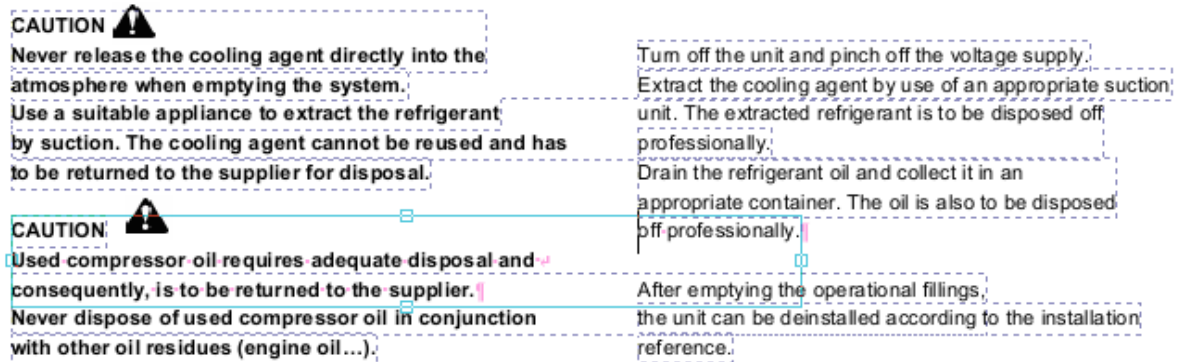 CAUTION
Never release the cooling agent directly into the
atmosphere when emptying the system.
Use a suitable appliance to extract the refrigerant
by suction. The cooling agent cannot be reused and has
to be returned to the supplier for disposal.
CAUTION
Used compressor oil requires adequate disposal and
consequently, is to be returned to the supplier.
Never dispose of used compressor oil in conjunction
with other oil residues (engine oil...).
Turn off the unit and pinch off the voltage supply.
Extract the cooling agent by use of an appropriate suction
unit. The extracted refrigerant is to be disposed off
professionally.
Drain the refrigerant oil and collect it in an
appropriate container. The oil is also to be disposed
off professionally.
After emptying the operational fillings,
the unit can be deinstalled according to the installation
reference.